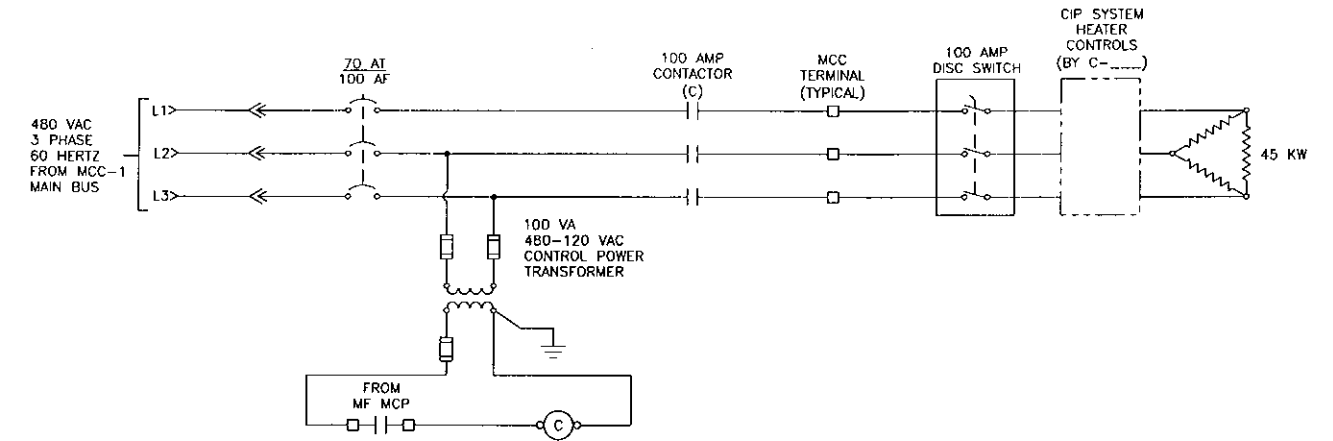 CIP SYSTEM
HEATER
CONTROLS
(BY C-____)
70 AT
100 AF
100 AMP
CONTACTOR
(C)
MCC
TERMINAL
(TYPICAL)
100 AMP
DISC SWITCH
480 VAC
3 PHASE
60 HERTZ
FROM MCC-1
MAIN BUS
L1
L2
L3
45 KW
100 VA
480-120 VAC
CONTROL POWER
TRANSFORMER
FROM
MF MCP
C